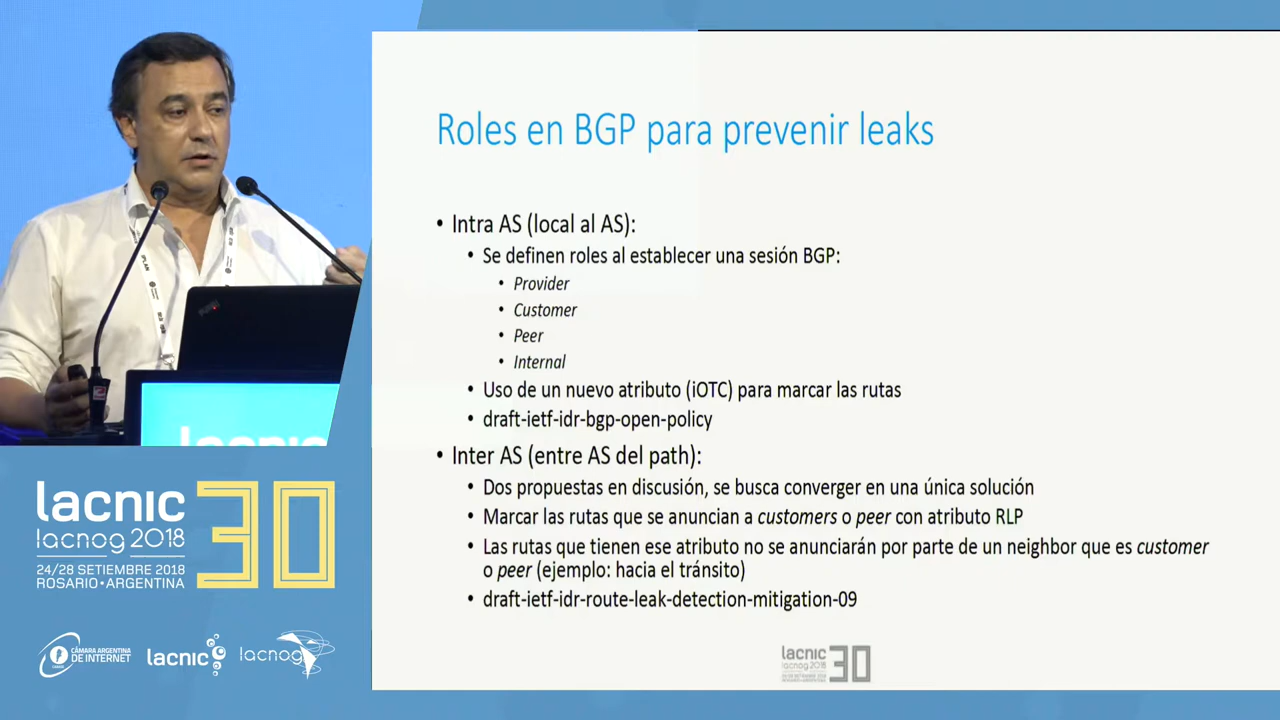 Roles en BGP para prevenir leaks
• Intra AS (local al AS):
• Se definen roles al establecer una sesión BGP:
• Provider
• Customer
• Peer
• Internal
• Uso de un nuevo atributo (iOTC) para marcar las rutas
• draft-ietf-idr-bgp-open-policy
• Inter AS (entre AS del path):
• Dos propuestas en discusión, se busca converger en una única solución
• Marcar las rutas que se anuncian a customers o peer con atributo RLP
• Las rutas que tienen ese atributo no se anunciarán por parte de un neighbor que es customer
o peer (ejemplo: hacia el tránsito)
• draft-ietf-idr-route-leak-detection-mitigation-09
lacnic 30
lacnog 2018
IPLAN
lacnic
lacnic 30
lacnog 2018
24/28 SETIEMBRE 2018
ROSARIO•ARGENTINA
CÁMARA ARGENTINA
DE INTERNET
lacnic
lacnog